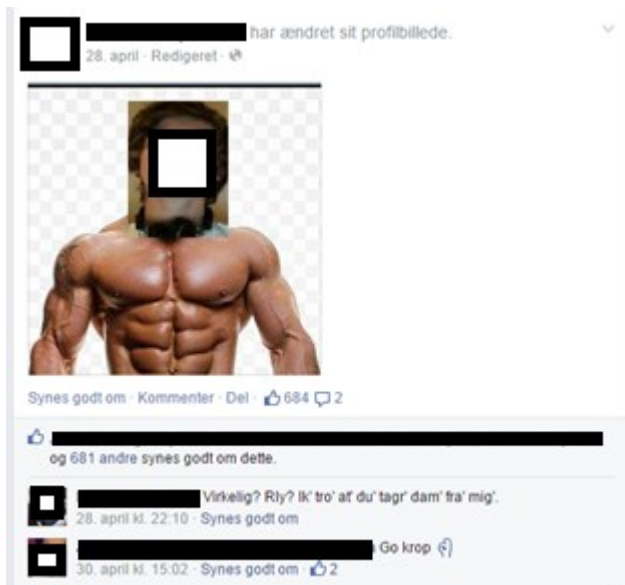 har ændret sit profilbillede.
28. april · Redigeret ·
Synes godt om · Kommenter · Del · 684 2
og 681 andre synes godt om dette.
Virkelig? Rly? Ik' tro' at' du' tagr' dam' fra' mig'.
28. april kl. 22:10 · Synes godt om
Go krop
30. april kl. 15:02 · Synes godt om · 2